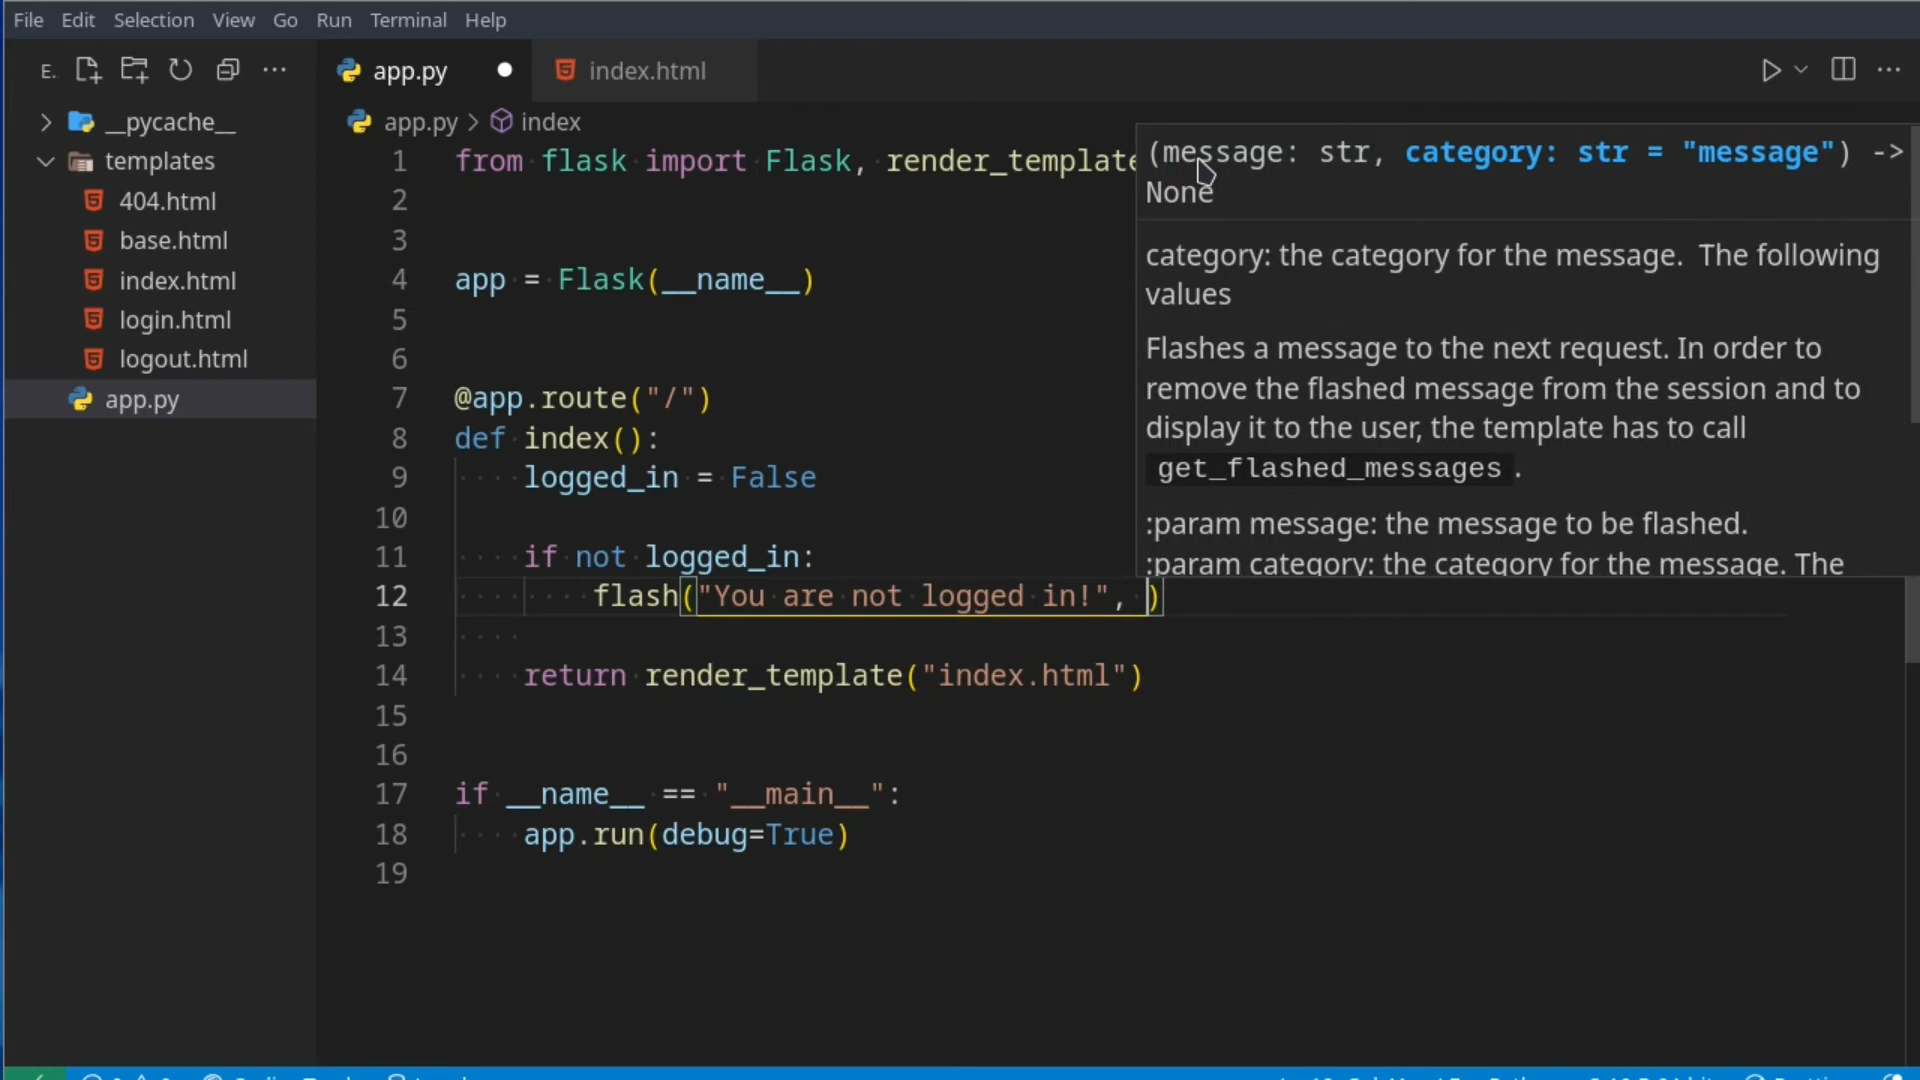 File Edit Selection View Go Run Terminal Help
E. app.py index.html
__pycache__ app.py > index
templates
404.html
base.html
index.html
login.html
logout.html
app.py
1 from flask import Flask, render_template
2
3
4 app = Flask(__name__)
5
6
7 @app.route("/")
8 def index():
9 logged_in = False
10
11 if not logged_in:
12 flash("You are not logged in!", )
13
14 return render_template("index.html")
15
16
17 if __name__ == "__main__":
18 app.run(debug=True)
19
(message: str, category: str = "message") ->
None
category: the category for the message. The following
values
Flashes a message to the next request. In order to
remove the flashed message from the session and to
display it to the user, the template has to call
get_flashed_messages .
:param message: the message to be flashed.
:param category: the category for the message. The